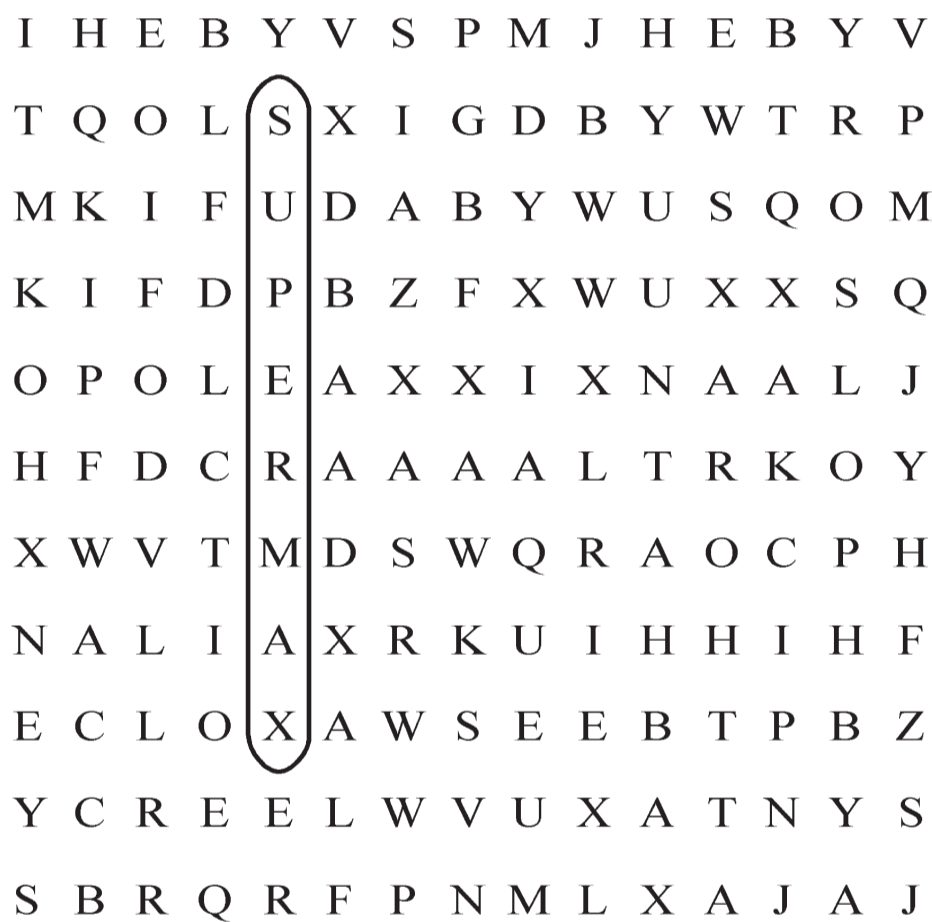 I H E B Y V S P M J H E B Y V
T Q O L S X I G D B Y W T R P
M K I F U D A B Y W U S Q O M
K I F D P B Z F X W U X X S Q
O P O L E A X X I X N A A L J
H F D C R A A A A L T R K O Y
X W V T M D S W Q R A O C P H
N A L I A X R K U I H H I H F
E C L O X A W S E E B T P B Z
Y C R E E L W V U X A T N Y S
S B R Q R F P N M L X A J A J